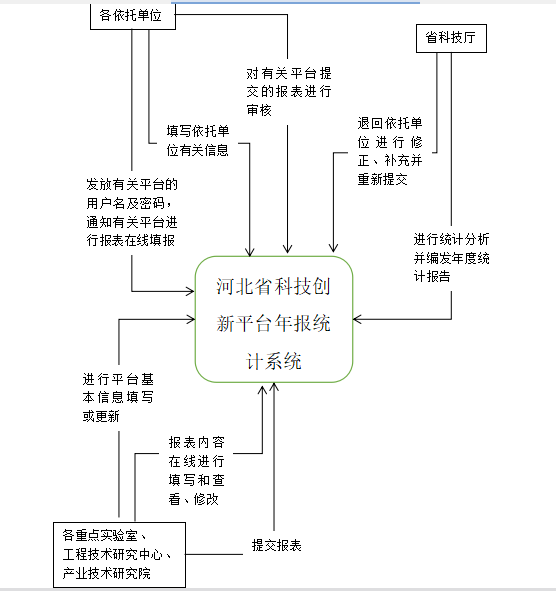 各依托单位
省科技厅
对有关平台提
交的报表进行
审核
填写依托单
位有关信息
退回依托单
位进行修
正、补充并
重新提交
发放有关平台的
用户名及密码，
通知有关平台进
行报表在线填报
进行统计分析
并编发年度统
计报告
河北省科技创
新平台年报统
计系统
进行平台基
本信息填写
或更新
报表内容
在线进行
填写和查
看、修改
提交报表
各重点实验室、
工程技术研究中心、
产业技术研究院